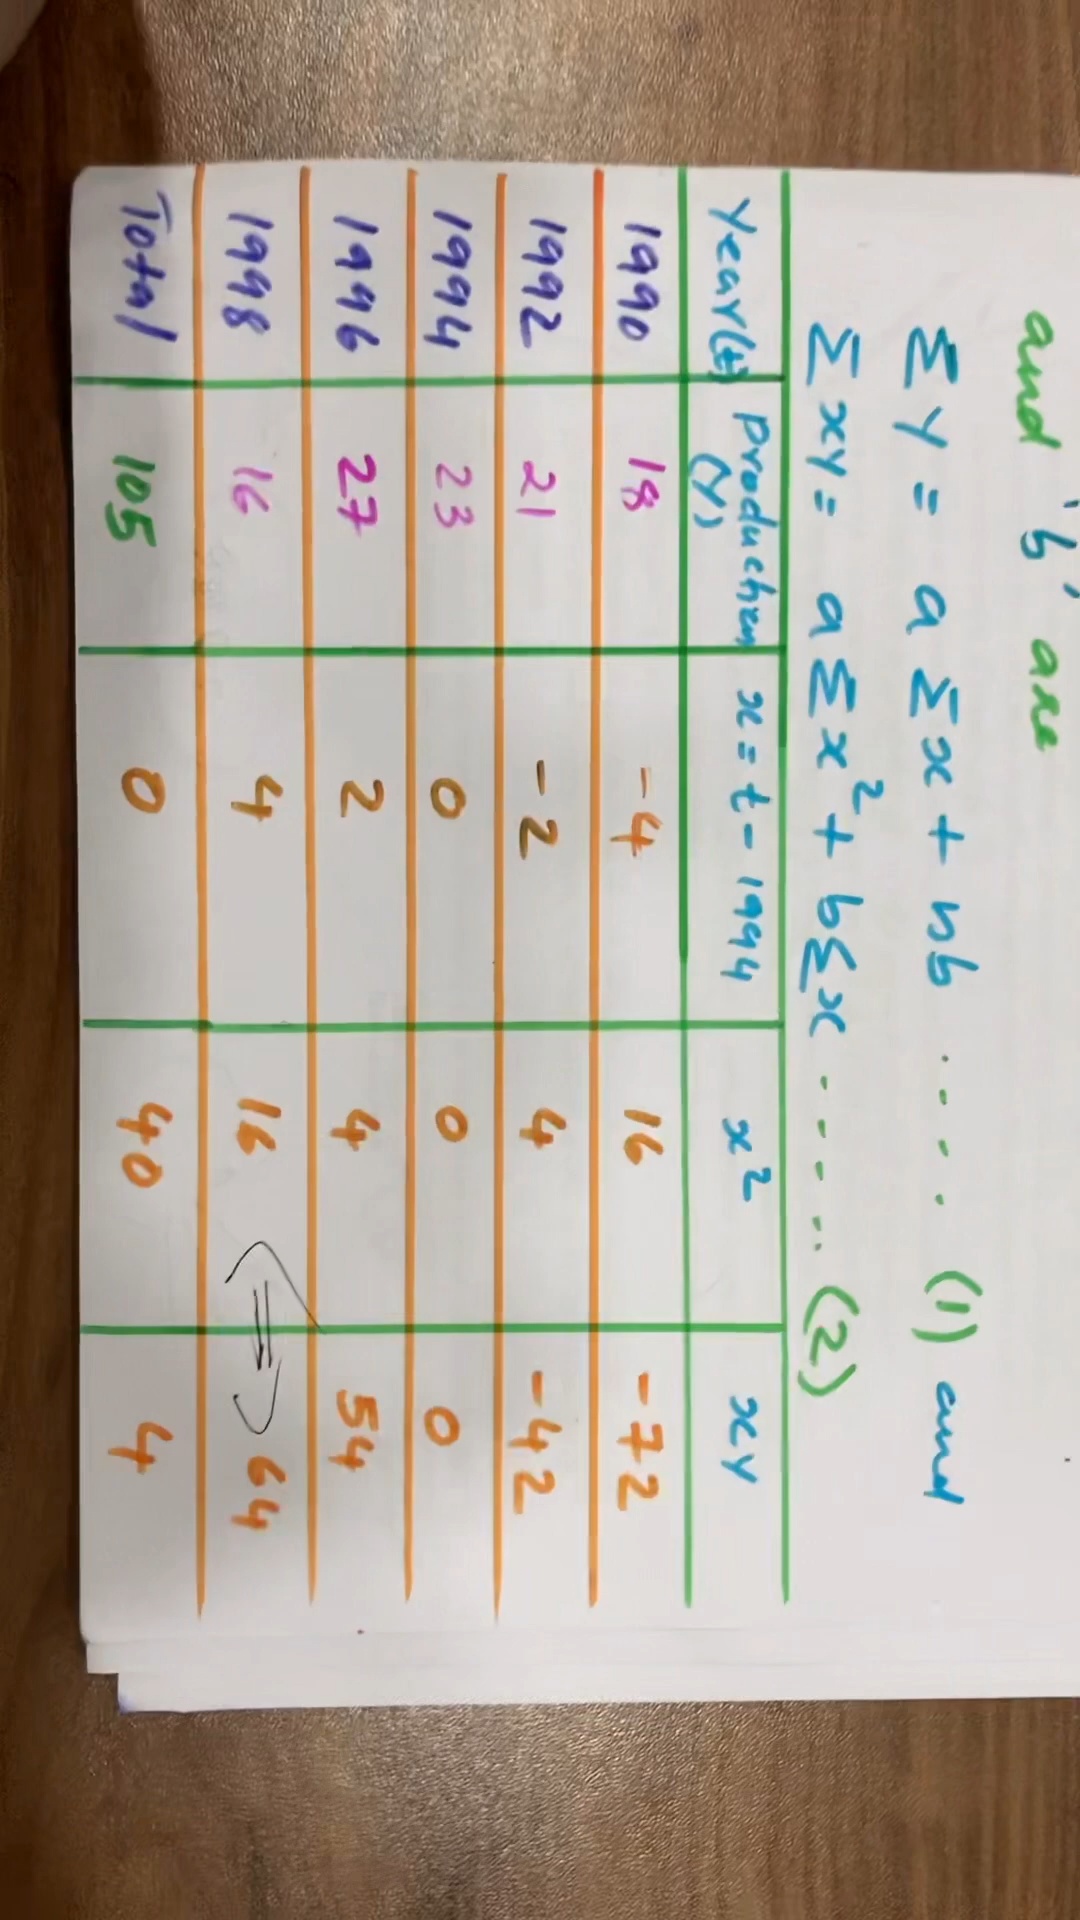 and 'b' are
Σy = a Σx + nb ..... (1) and
Σxy = a Σx² + bΣx ...... (2)
Year(t) Production (Y) x = t - 1994 x² xy
1990 18 -4 16 -72
1992 21 -2 4 -42
1994 23 0 0 0
1996 27 2 4 54
1998 16 4 16 64
Total 105 0 40 4